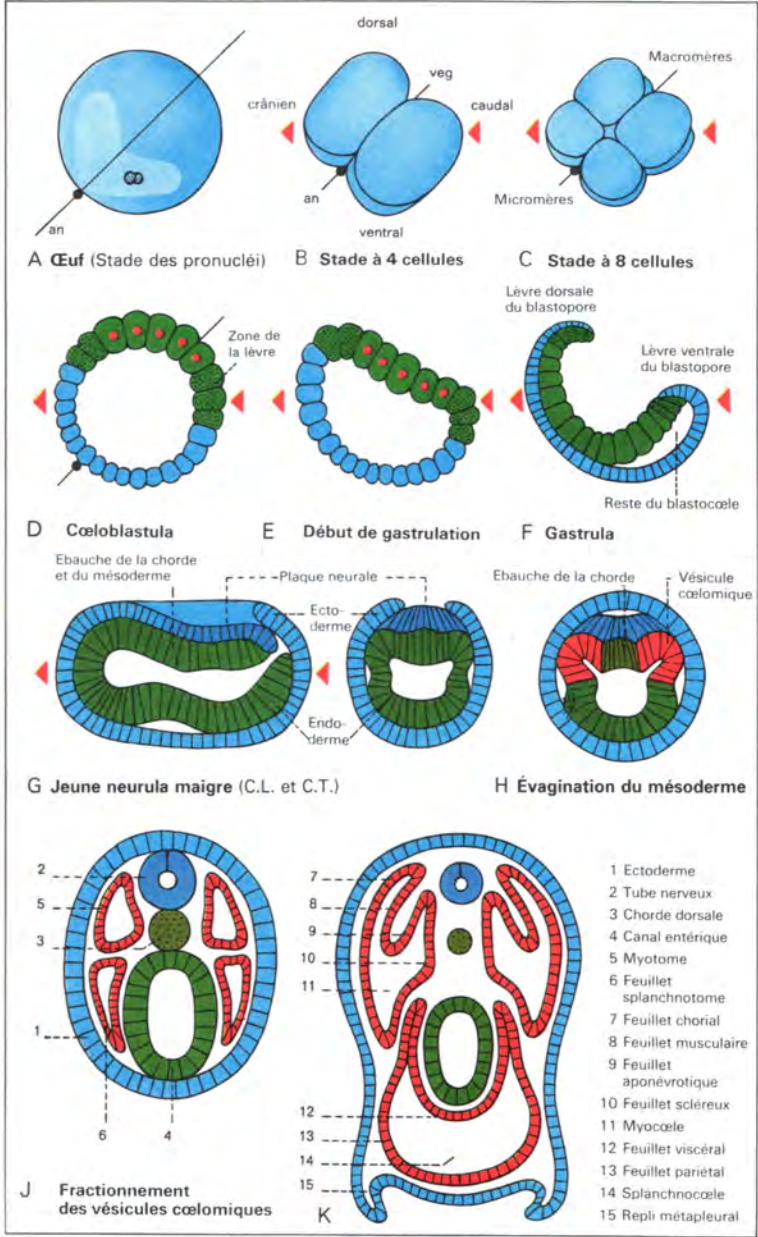 dorsal
veg
Macromères
crânien
caudal
an
an
Micromères
ventral
A Œuf (Stade des pronucléi)
B Stade à 4 cellules
C Stade à 8 cellules
Lèvre dorsale
du blastopore
Zone de
la lèvre
Lèvre ventrale
du blastopore
Reste du blastocœle
D Cœloblastula
E Début de gastrulation
F Gastrula
Ebauche de la chorde
et du mésoderme
Plaque neurale
Ecto-
derme
Endo-
derme
Ebauche de la chorde
Vésicule
cœlomique
G Jeune neurula maigre (C.L. et C.T.)
H Évagination du mésoderme
2
5
3
1
6
4
7
8
9
10
11
12
13
14
15
1 Ectoderme
2 Tube nerveux
3 Chorde dorsale
4 Canal entérique
5 Myotome
6 Feuillet
splanchnotome
7 Feuillet chorial
8 Feuillet musculaire
9 Feuillet
aponévrotique
10 Feuillet scléreux
11 Myocœle
12 Feuillet viscéral
13 Feuillet pariétal
14 Splanchnocœle
15 Repli métapleural
J Fractionnement
des vésicules cœlomiques
K